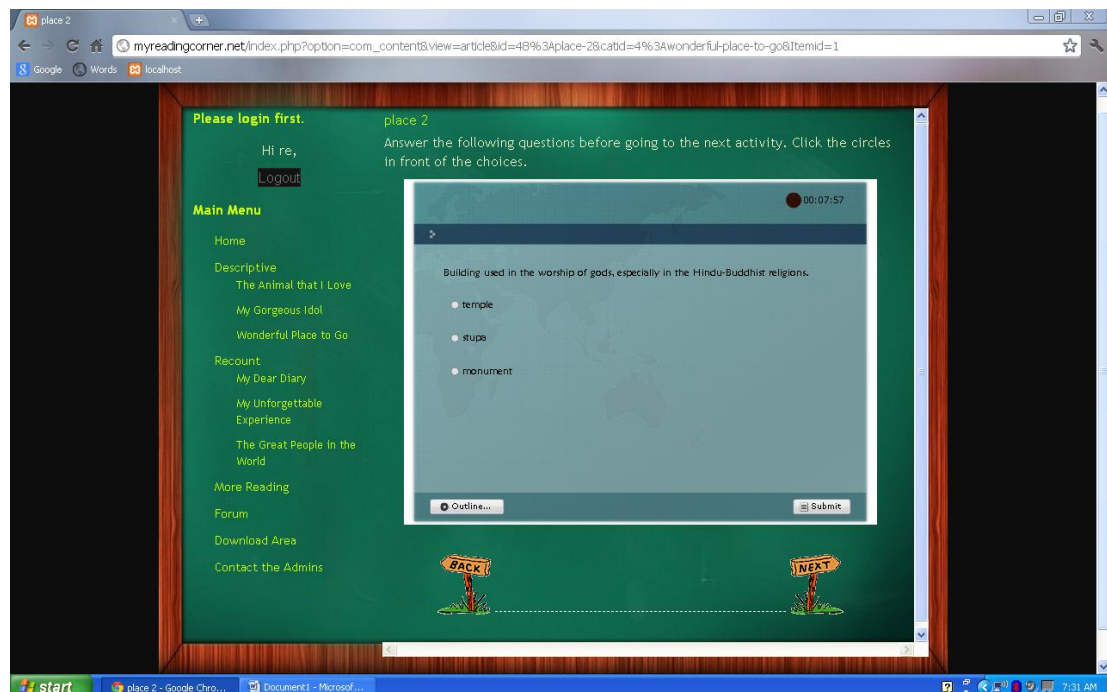 place 2
myreadingcorner.net/index.php?option=com_content&view=article&id=48%3Aplace-2&catid=4%3Awonderful-place-to-go&Itemid=1
Google Words localhost
Please login first.
Hi re,
Logout
Main Menu
Home
Descriptive
The Animal that I Love
My Gorgeous Idol
Wonderful Place to Go
Recount
My Dear Diary
My Unforgettable
Experience
The Great People in the
World
More Reading
Forum
Download Area
Contact the Admins
place 2
Answer the following questions before going to the next activity. Click the circles
in front of the choices.
00:07:57
Building used in the worship of gods, especially in the Hindu-Buddhist religions.
temple
stupa
monument
Outline...
Submit
BACK
NEXT
start
place 2 - Google Chro...
Document1 - Microsof...
7:31 AM